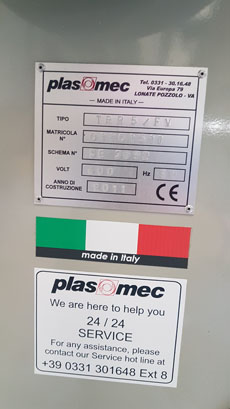 plasmec
Tel. 0331 - 30.16.48
Via Europa 79
LONATE POZZOLO - VA
MADE IN ITALY
TIPO
MATRICOLA
N°
SCHEMA N°
VOLT
Hz
ANNO DI
COSTRUZIONE
2011
CE
made in Italy
plasmec
We are here to help you
24 / 24
SERVICE
For any assistance, please
contact our Service hot line at
+39 0331 301648 Ext 8